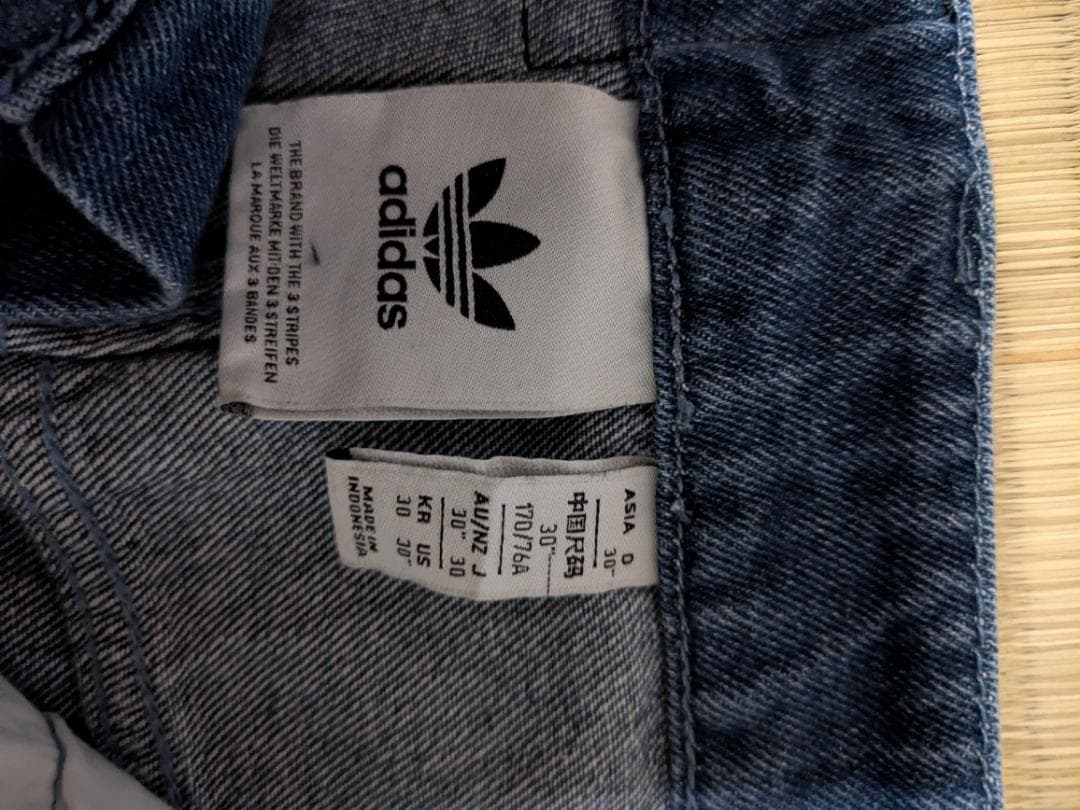 adidas
THE BRAND WITH THE 3 STRIPES
DIE WELTMARKE MIT DEN 3 STREIFEN
LA MARQUE AUX 3 BANDES
ASIA D
30"
中国尺码
30"
170/76A
AU/NZ J
30" 30
KR US
30 30"
MADE IN
INDONESIA